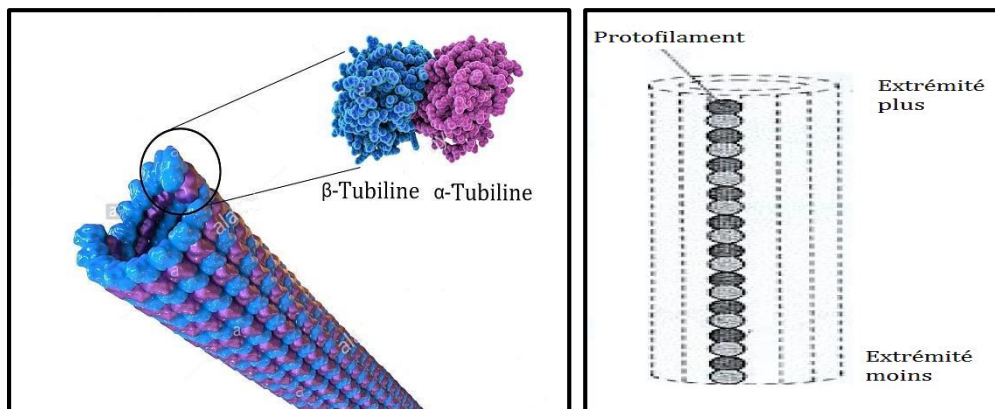 β-Tubiline α-Tubiline
Protofilament
Extrémité
plus
Extrémité
moins